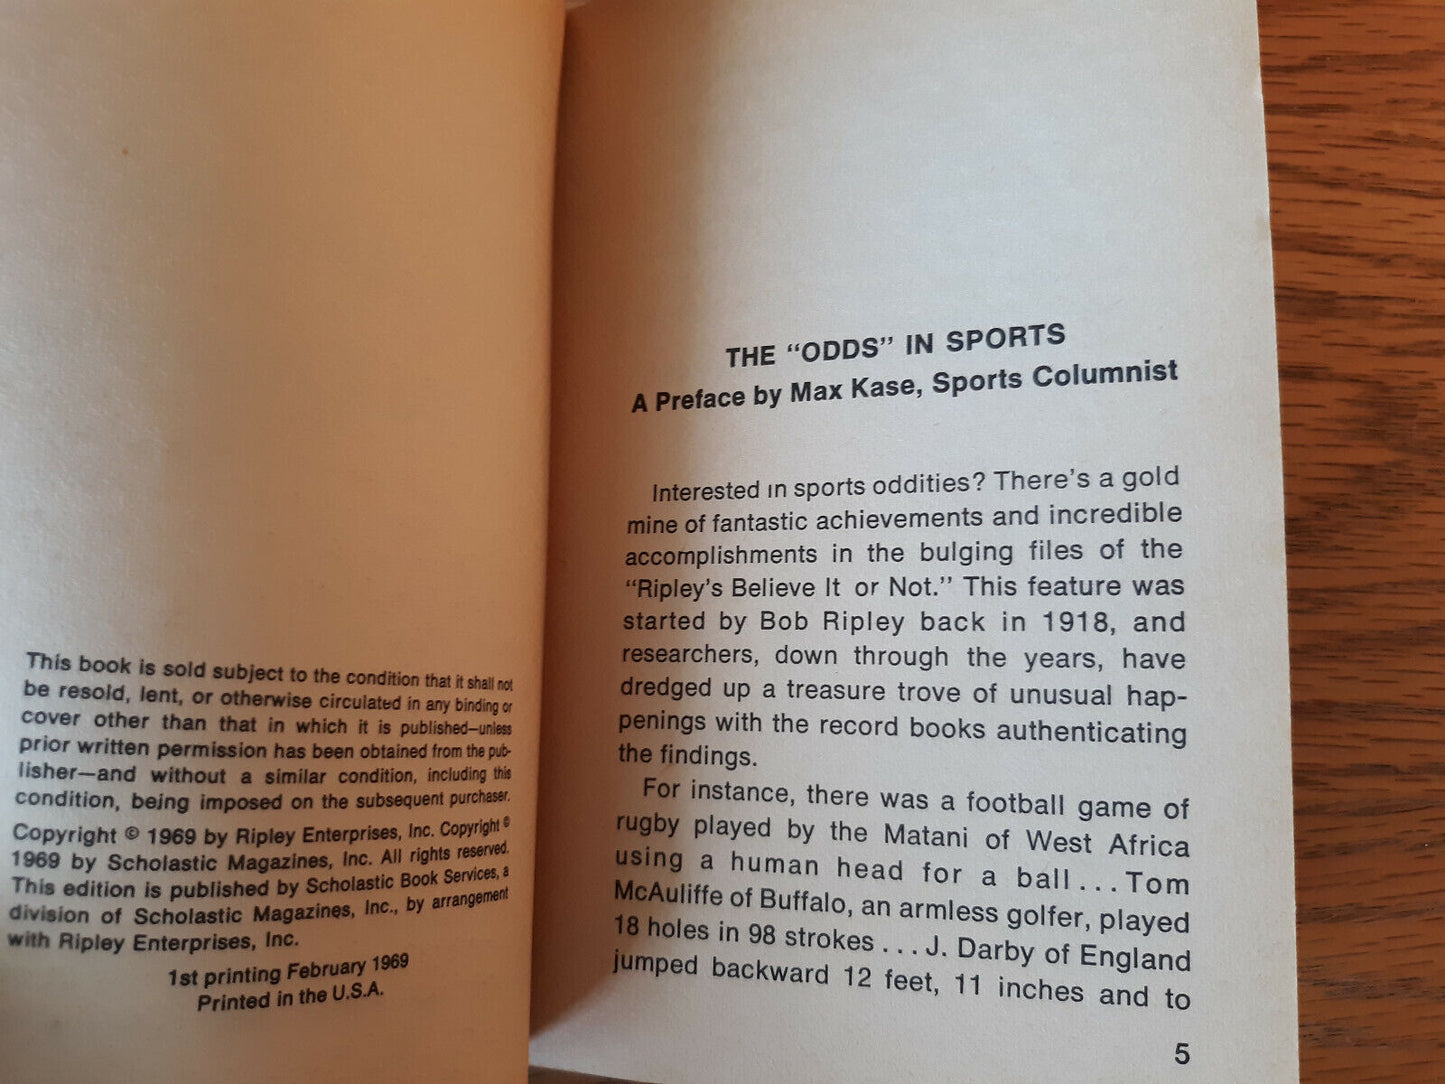 This book is sold subject to the condition that it shall not
be resold, lent, or otherwise circulated in any binding or
cover other than that in which it is published—unless
prior written permission has been obtained from the pub-
lisher—and without a similar condition, including this
condition, being imposed on the subsequent purchaser.
Copyright © 1969 by Ripley Enterprises, Inc. Copyright ©
1969 by Scholastic Magazines, Inc. All rights reserved.
This edition is published by Scholastic Book Services, a
division of Scholastic Magazines, Inc., by arrangement
with Ripley Enterprises, Inc.
1st printing February 1969
Printed in the U.S.A.
THE “ODDS” IN SPORTS
A Preface by Max Kase, Sports Columnist
Interested in sports oddities? There’s a gold
mine of fantastic achievements and incredible
accomplishments in the bulging files of the
“Ripley’s Believe It or Not.” This feature was
started by Bob Ripley back in 1918, and
researchers, down through the years, have
dredged up a treasure trove of unusual hap-
penings with the record books authenticating
the findings.
For instance, there was a football game of
rugby played by the Matani of West Africa
using a human head for a ball . . . Tom
McAuliffe of Buffalo, an armless golfer, played
18 holes in 98 strokes . . . J. Darby of England
jumped backward 12 feet, 11 inches and to
5